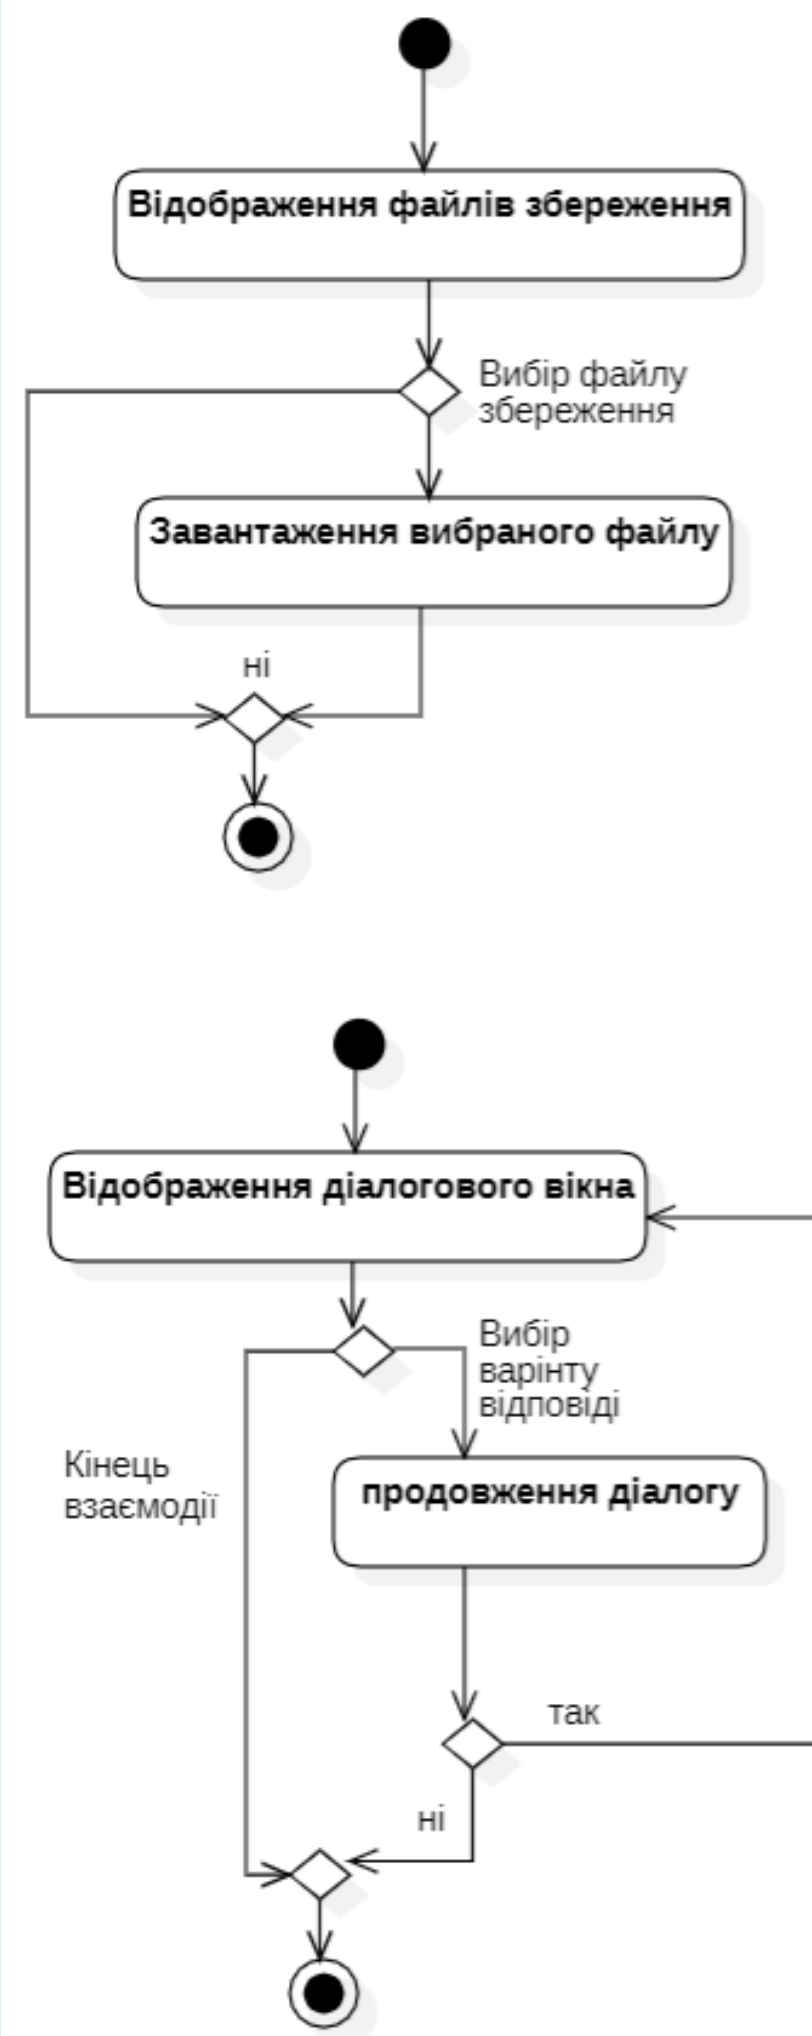 Відображення файлів збереження
Вибір файлу
збереження
Завантаження вибраного файлу
ні
Відображення діалогового вікна
Вибір
варінту
відповіді
Кінець
взаємодії
продовження діалогу
так
ні